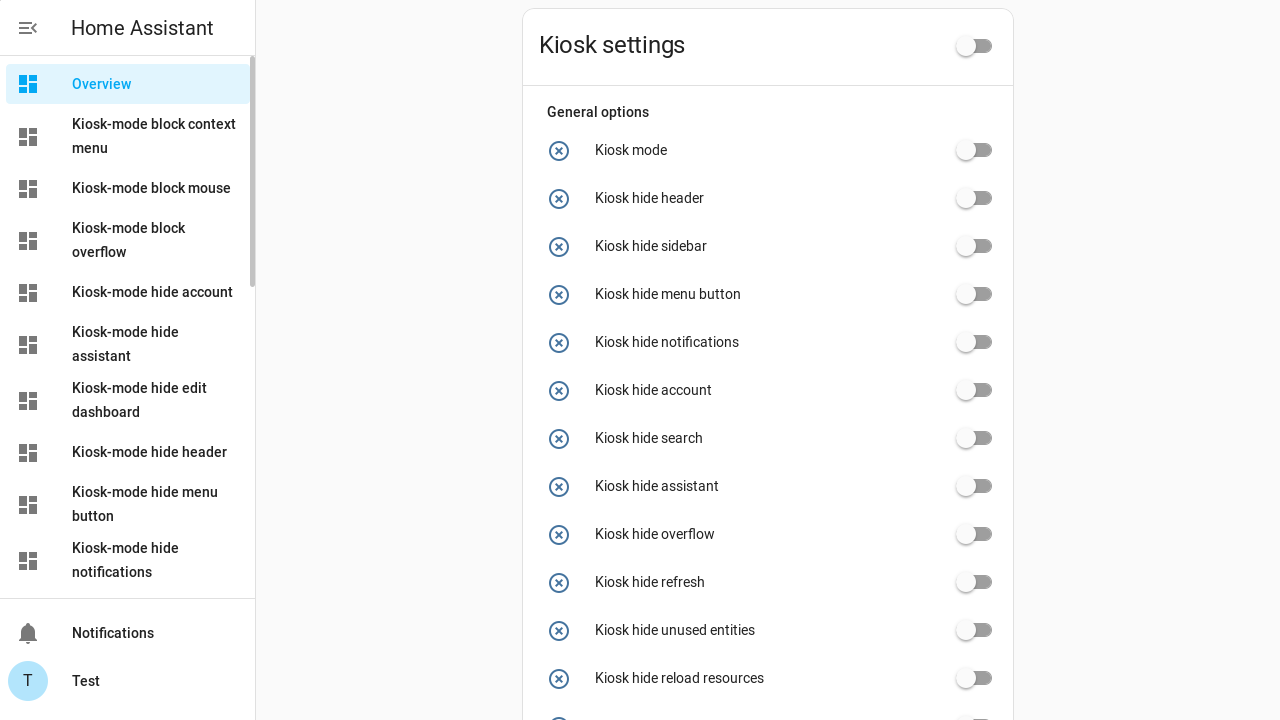 Home Assistant
Overview
Kiosk-mode block context
menu
Kiosk-mode block mouse
Kiosk-mode block
overflow
Kiosk-mode hide account
Kiosk-mode hide
assistant
Kiosk-mode hide edit
dashboard
Kiosk-mode hide header
Kiosk-mode hide menu
button
Kiosk-mode hide
notifications
Notifications
T
Test
Kiosk settings
General options
Kiosk mode
Kiosk hide header
Kiosk hide sidebar
Kiosk hide menu button
Kiosk hide notifications
Kiosk hide account
Kiosk hide search
Kiosk hide assistant
Kiosk hide overflow
Kiosk hide refresh
Kiosk hide unused entities
Kiosk hide reload resources